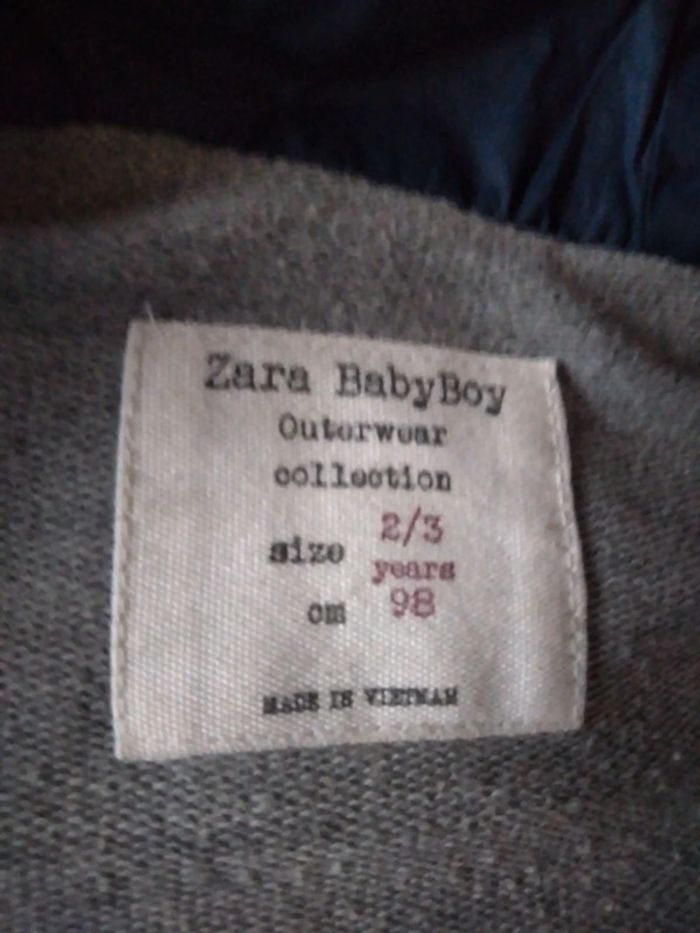 Zara BabyBoy
Outerwear
collection
size 2/3
years
cm 98
MADE IN VIETNAM